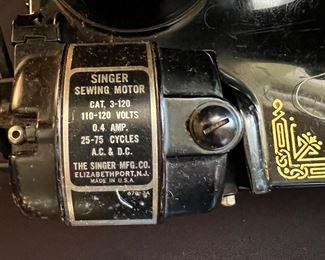 SINGER
SEWING MOTOR
CAT. 3-120
110-120 VOLTS
0.4 AMP.
25-75 CYCLES
A.C. & D.C.
THE SINGER MFG. CO.
ELIZABETHPORT, N.J.
MADE IN U.S.A.